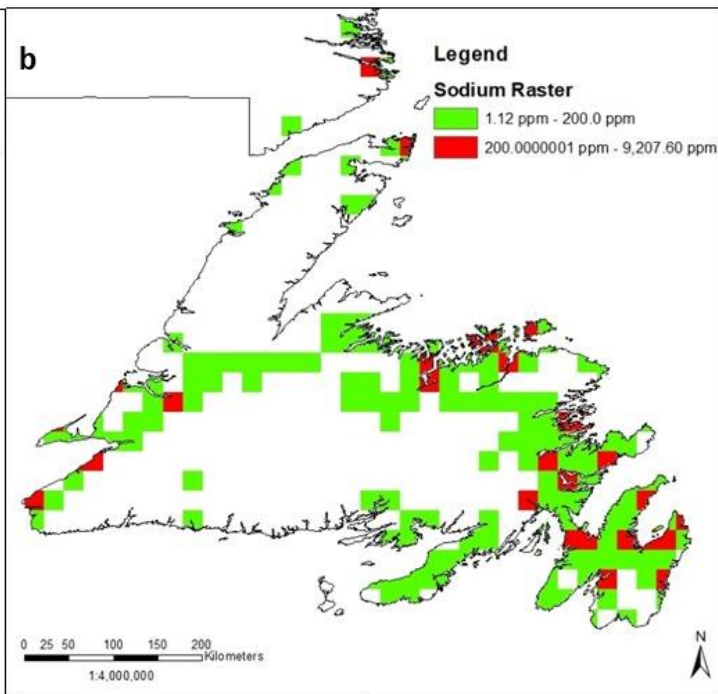 b
Legend
Sodium Raster
1.12 ppm - 200.0 ppm
200.0000001 ppm - 9,207.60 ppm
0 25 50 100 150 200
Kilometers
1:4,000,000
N